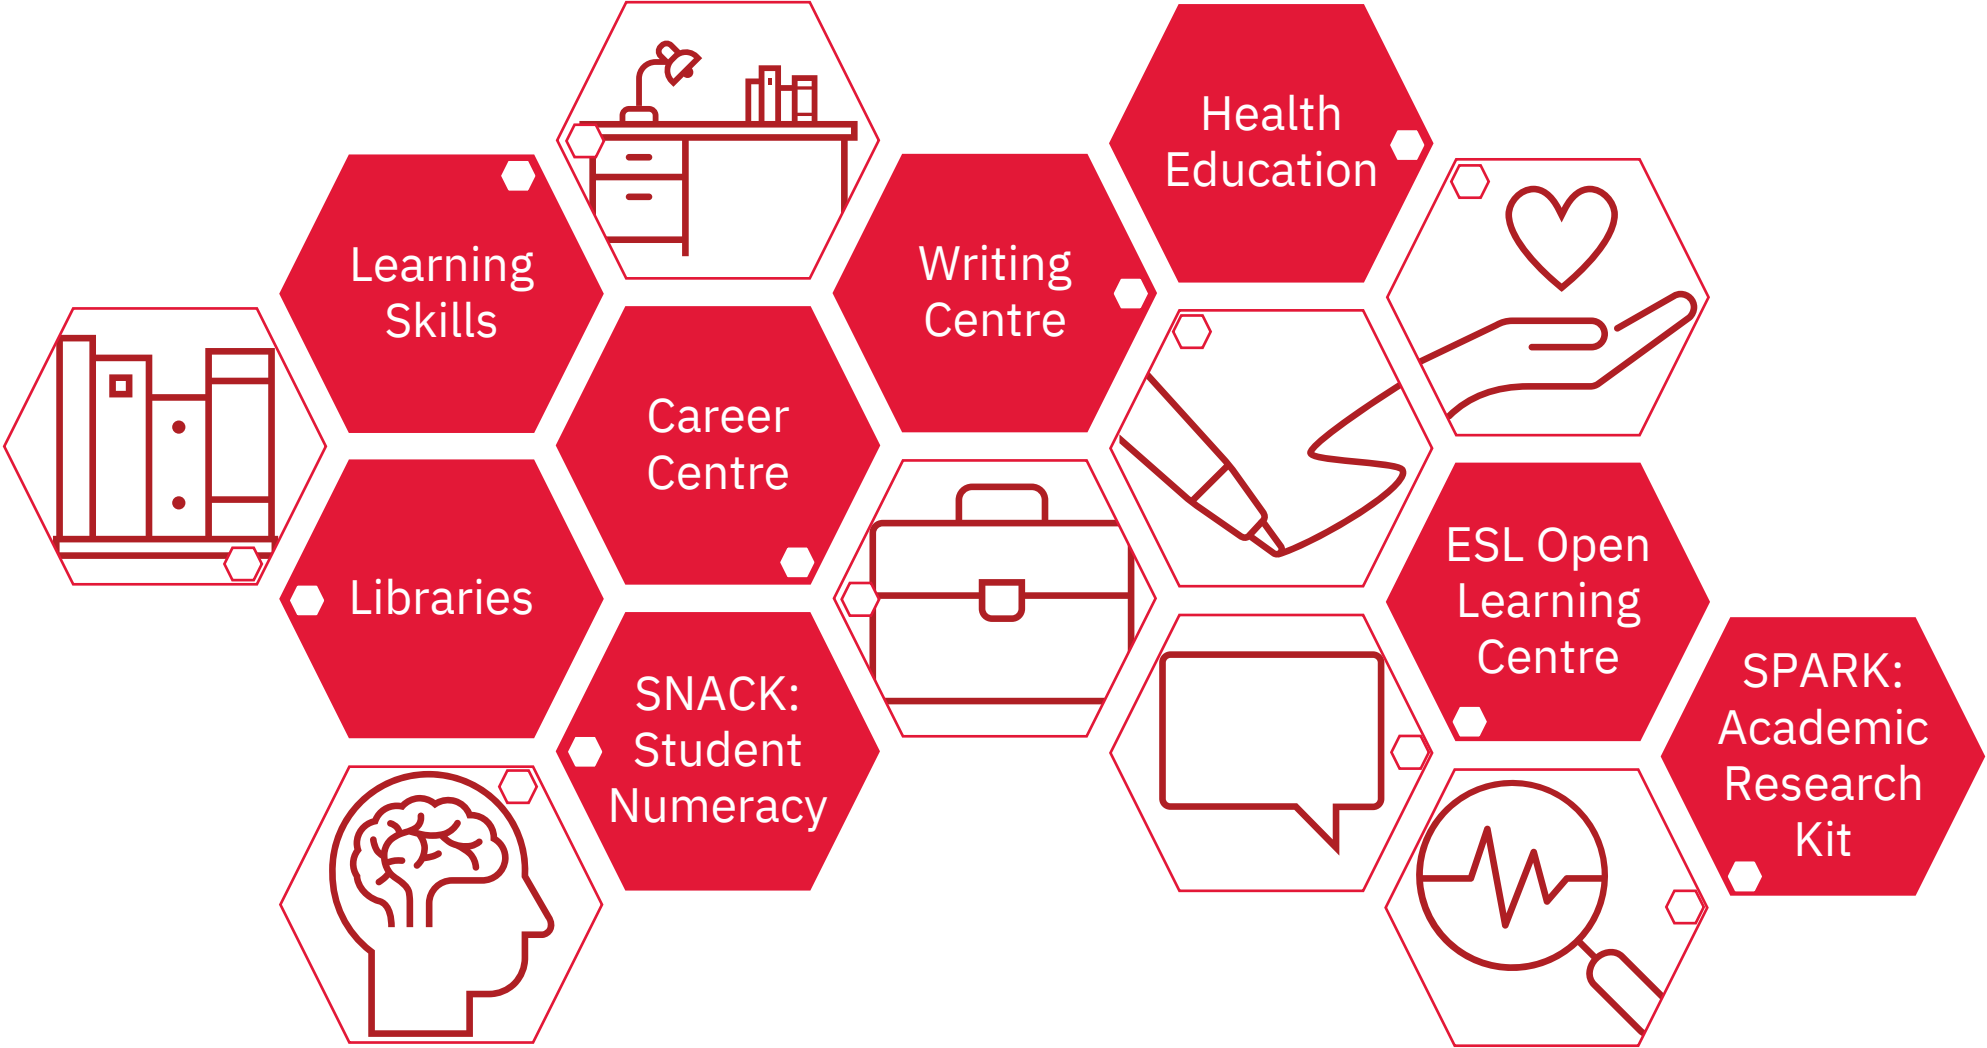 Health
Education
Learning
Skills
Writing
Centre
Career
Centre
Libraries
ESL Open
Learning
Centre
SNACK:
Student
Numeracy
SPARK:
Academic
Research
Kit